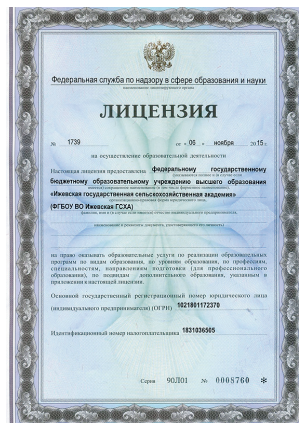 Федеральная служба по надзору в сфере образования и науки
наименование лицензирующего органа
ЛИЦЕНЗИЯ
№ 1739 от « 06 » ноября 2015 г.
на осуществление образовательной деятельности
Настоящая лицензия предоставлена федеральному государственному
бюджетному образовательному учреждению высшего образования
«Ижевская государственная сельскохозяйственная академия»
(ФГБОУ ВО Ижевская ГСХА)
на право оказывать образовательные услуги по реализации образовательных
программ по видам образования, по уровням образования, по профессиям,
специальностям, направлениям подготовки (для профессионального
образования), по подвидам дополнительного образования, указанным в
приложении к настоящей лицензии.
Основной государственный регистрационный номер юридического лица
(индивидуального предпринимателя) (ОГРН) 1021801172370
Идентификационный номер налогоплательщика 1831036505
Серия 90Л01 № 0008760 *